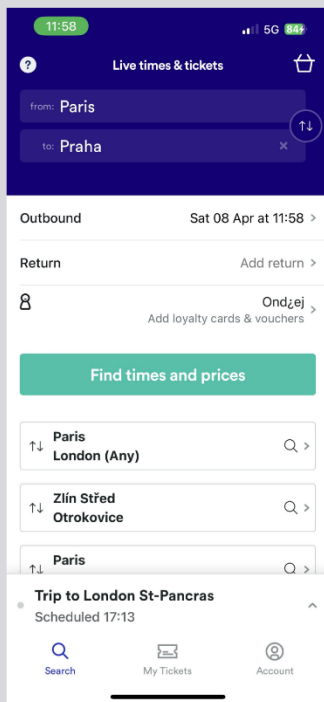 11:58
5G 84
?
Live times & tickets
from: Paris
to: Praha
Outbound
Sat 08 Apr at 11:58
Return
Add return
Ond¿ej
Add loyalty cards & vouchers
Find times and prices
Paris
London (Any)
Zlín Střed
Otrokovice
Paris
Trip to London St-Pancras
Scheduled 17:13
Search
My Tickets
Account